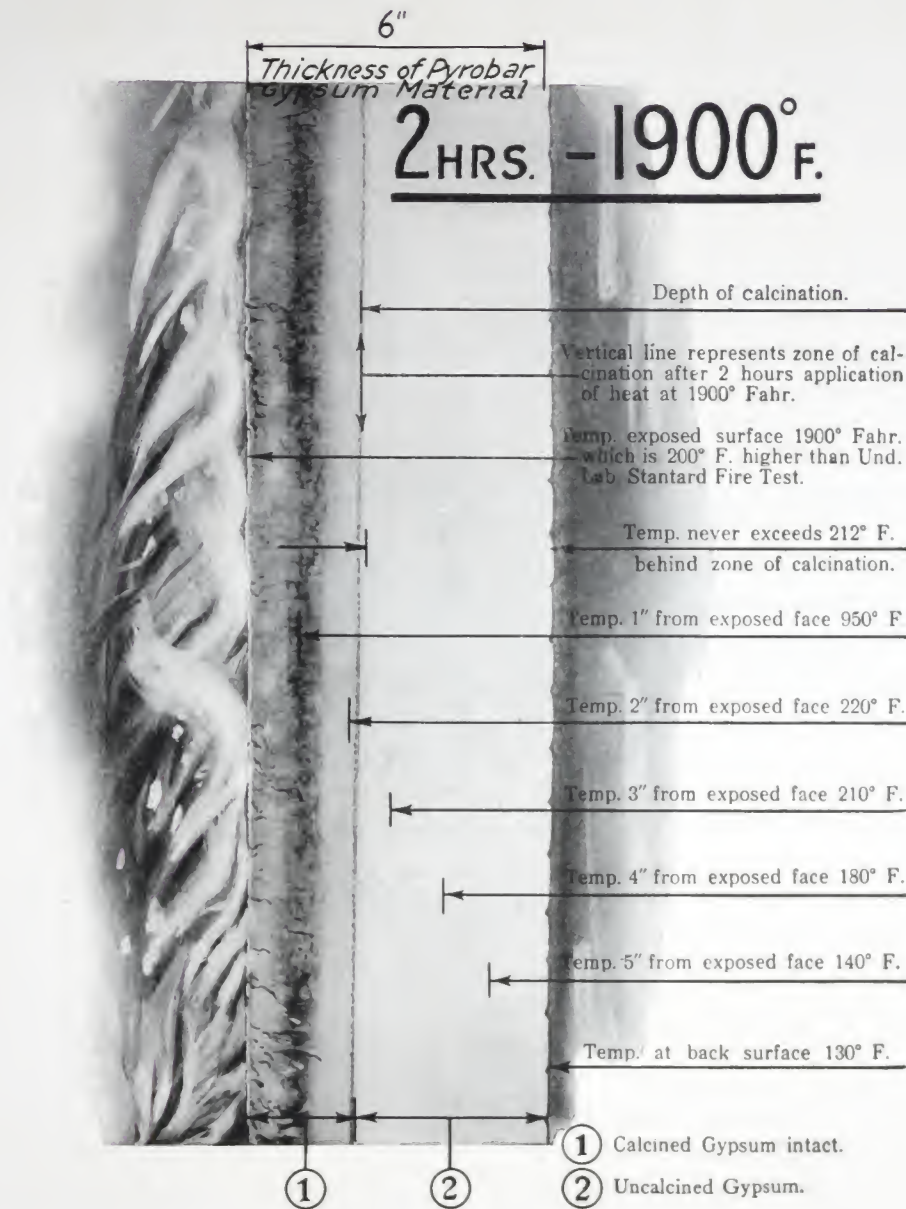 6"
Thickness of Pyrobar
Gypsum Material
2 HRS. - 1900° F.
Depth of calcination.
Vertical line represents zone of cal-
cination after 2 hours application
of heat at 1900° Fahr.
Temp. exposed surface 1900° Fahr.
which is 200° F. higher than Und.
Lab Stantard Fire Test.
Temp. never exceeds 212° F.
behind zone of calcination.
Temp. 1" from exposed face 950° F
Temp. 2" from exposed face 220° F.
Temp. 3" from exposed face 210° F.
Temp. 4" from exposed face 180° F.
Temp. 5" from exposed face 140° F.
Temp. at back surface 130° F.
1 Calcined Gypsum intact.
1 2 2 Uncalcined Gypsum.